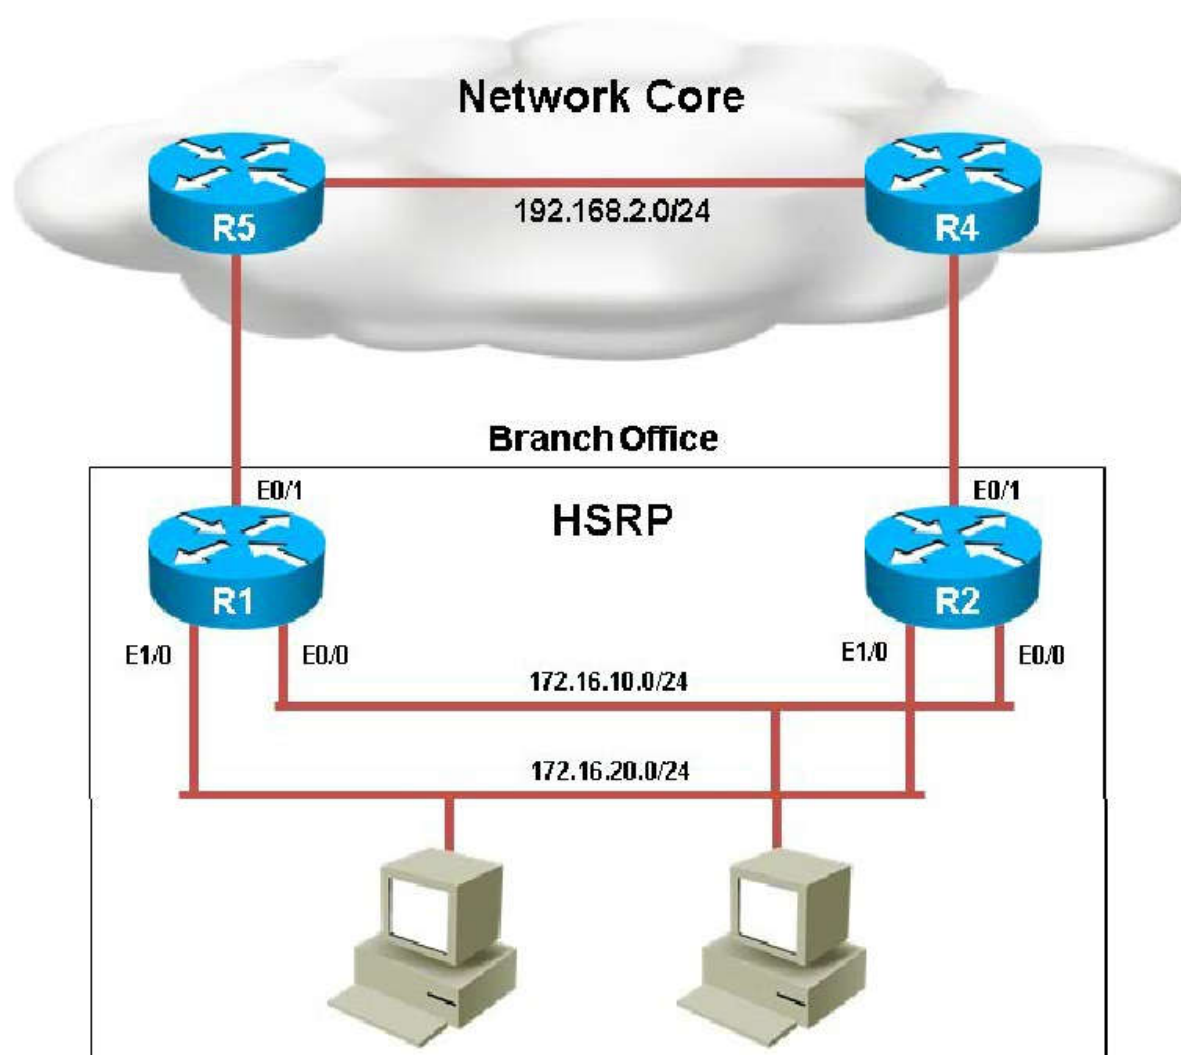 Network Core
R5
192.168.2.0/24
R4
Branch Office
E0/1
HSRP
E0/1
R1
R2
E1/0
E0/0
E1/0
E0/0
172.16.10.0/24
172.16.20.0/24